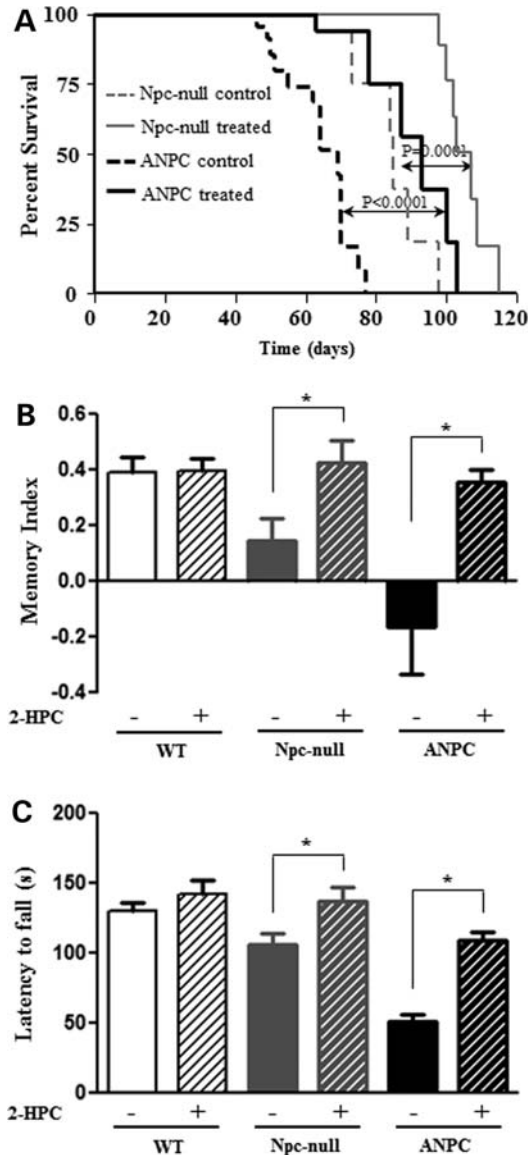 A
100
75
50
25
0
Percent Survival
Npc-null control
Npc-null treated
ANPC control
ANPC treated
P=0.0001
P<0.0001
0 20 40 60 80 100 120
Time (days)
B
0.6
0.4
0.2
0.0
-0.2
-0.4
Memory Index
* *
2-HPC - + - + - +
WT Npc-null ANPC
C
200
150
100
50
0
Latency to fall (s)
* *
2-HPC - + - + - +
WT Npc-null ANPC